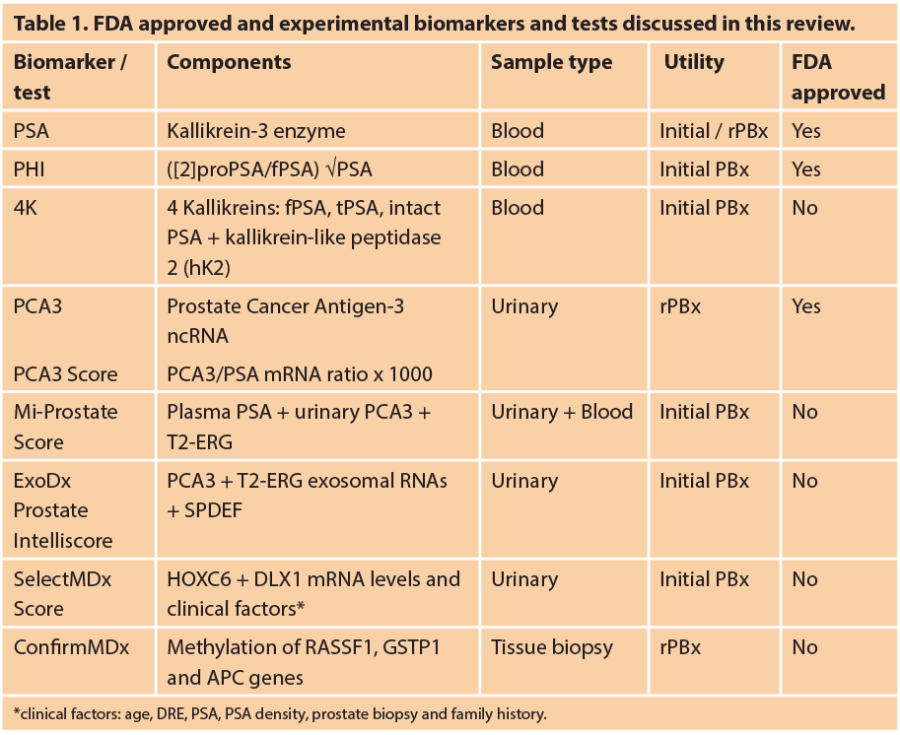 Table 1. FDA approved and experimental biomarkers and tests discussed in this review.
Biomarker / test Components Sample type Utility FDA approved
PSA Kallikrein-3 enzyme Blood Initial / rPBx Yes
PHI ([2]proPSA/fPSA) √PSA Blood Initial PBx Yes
4K 4 Kallikreins: fPSA, tPSA, intact Blood Initial PBx No
PSA + kallikrein-like peptidase
2 (hK2)
PCA3 Prostate Cancer Antigen-3 Urinary rPBx Yes
ncRNA
PCA3 Score PCA3/PSA mRNA ratio x 1000
Mi-Prostate Plasma PSA + urinary PCA3 + Urinary + Blood Initial PBx No
Score T2-ERG
ExoDx PCA3 + T2-ERG exosomal RNAs Urinary Initial PBx No
Prostate + SPDEF
Intelliscore
SelectMDx HOXC6 + DLX1 mRNA levels and Urinary Initial PBx No
Score clinical factors*
ConfirmMDx Methylation of RASSF1, GSTP1 Tissue biopsy rPBx No
and APC genes
*clinical factors: age, DRE, PSA, PSA density, prostate biopsy and family history.